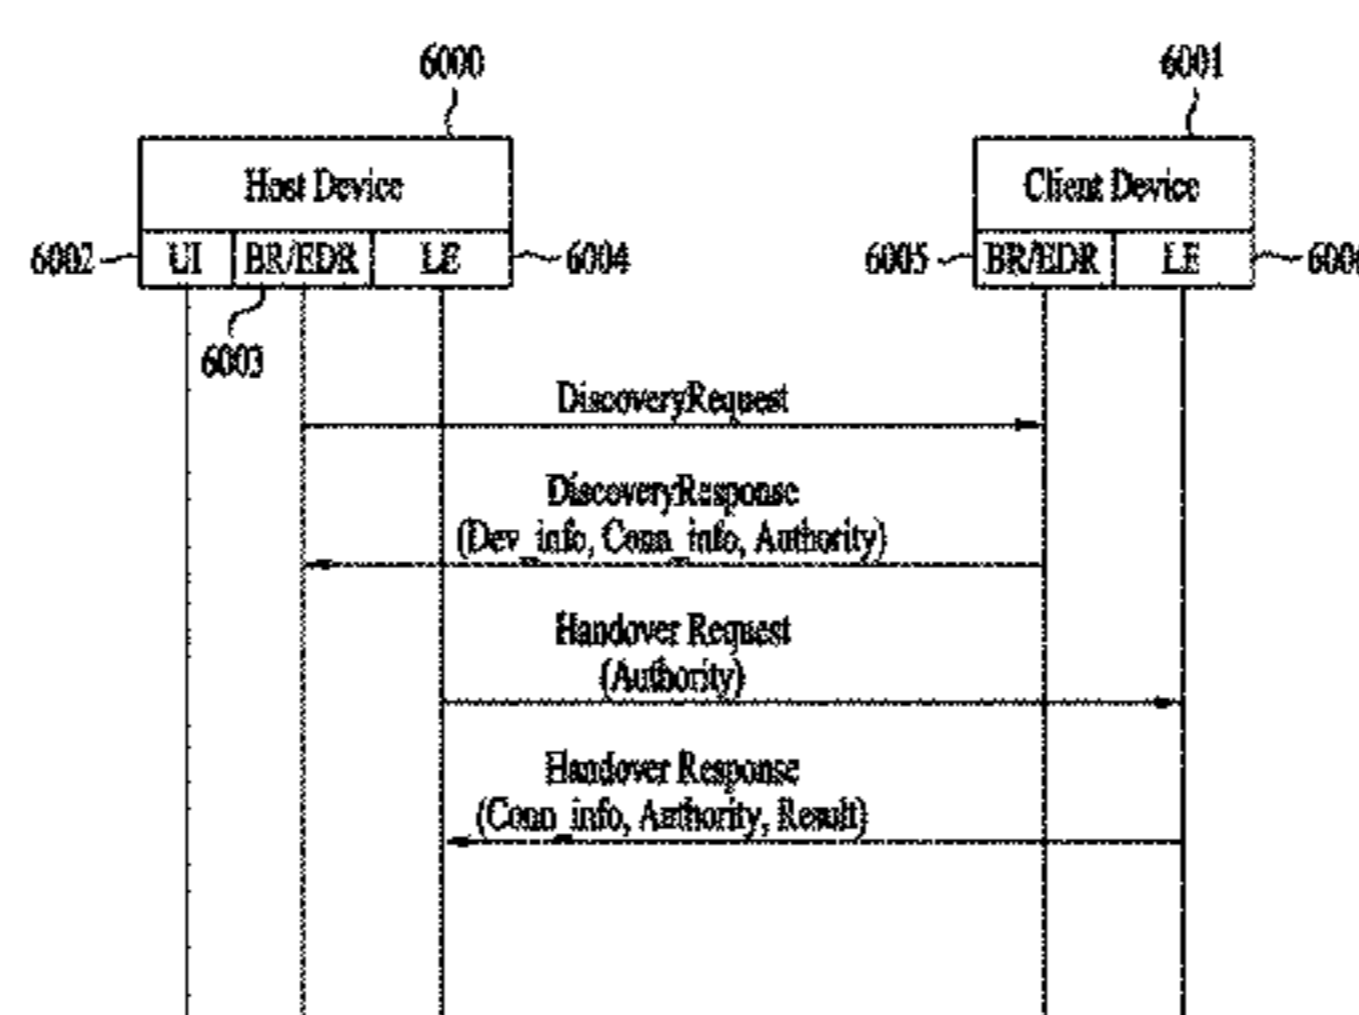 6000
6001
Host Device
Client Device
6002
UI
BR/EDR
LE
6004
6005
BR/EDR
LE
6003
DiscoveryRequest
DiscoveryResponse
(Dev_info, Conn_info, Authority)
Handover Request
(Authority)
Handover Response
(Conn_info, Authority, Result)